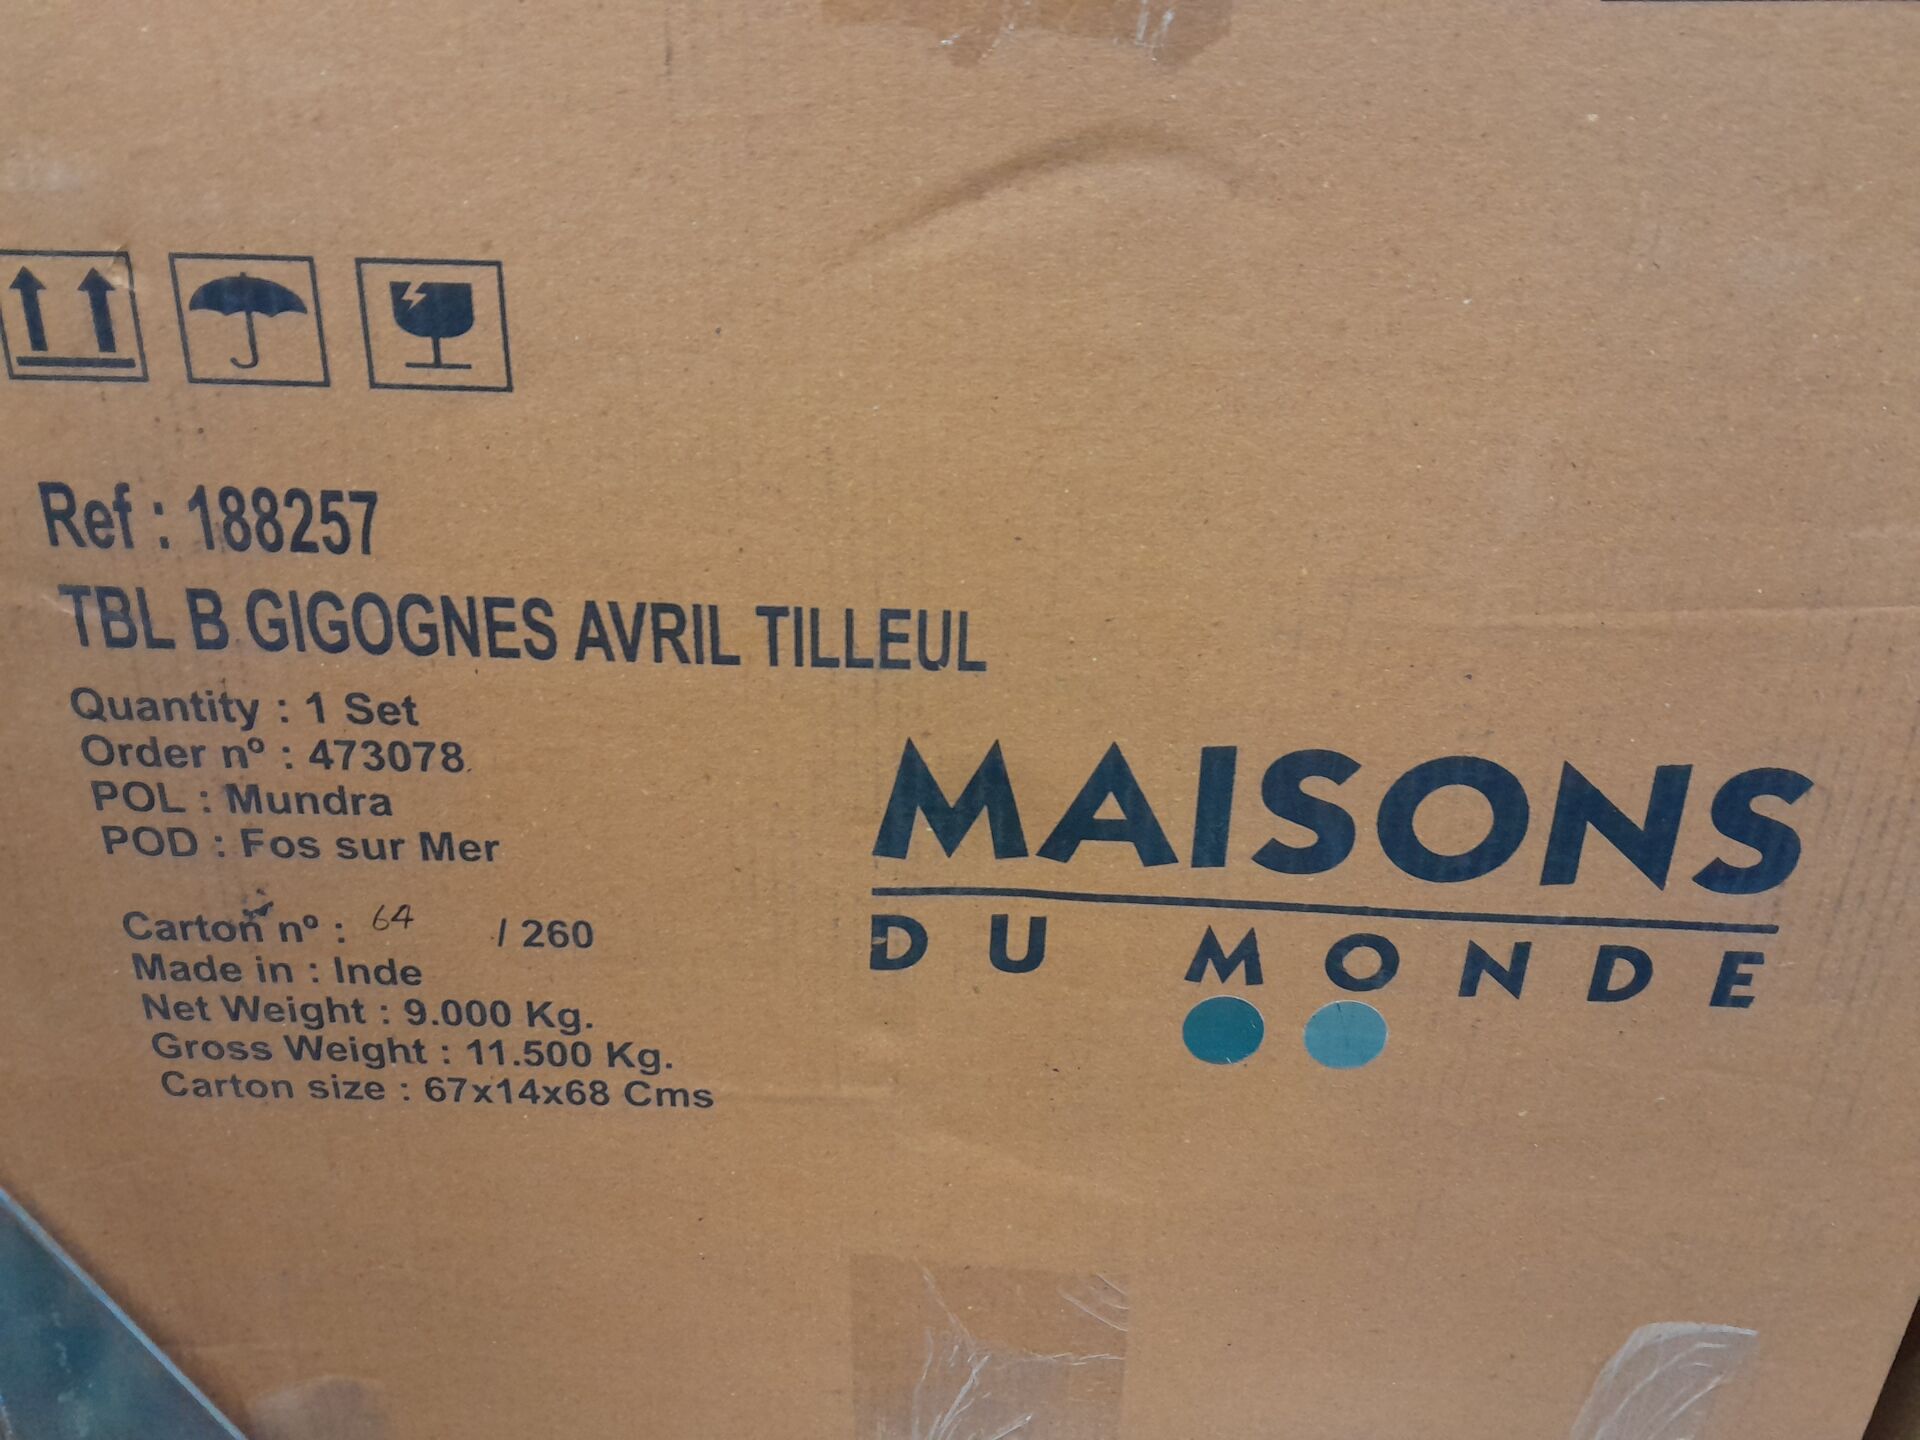 Ref : 188257
TBL B GIGOGNES AVRIL TILLEUL
Quantity : 1 Set
Order nº : 473078
POL : Mundra
POD : Fos sur Mer
Carton nº : 64 / 260
Made in : Inde
Net Weight : 9.000 Kg.
Gross Weight : 11.500 Kg.
Carton size : 67x14x68 Cms
MAISONS
DU MONDE